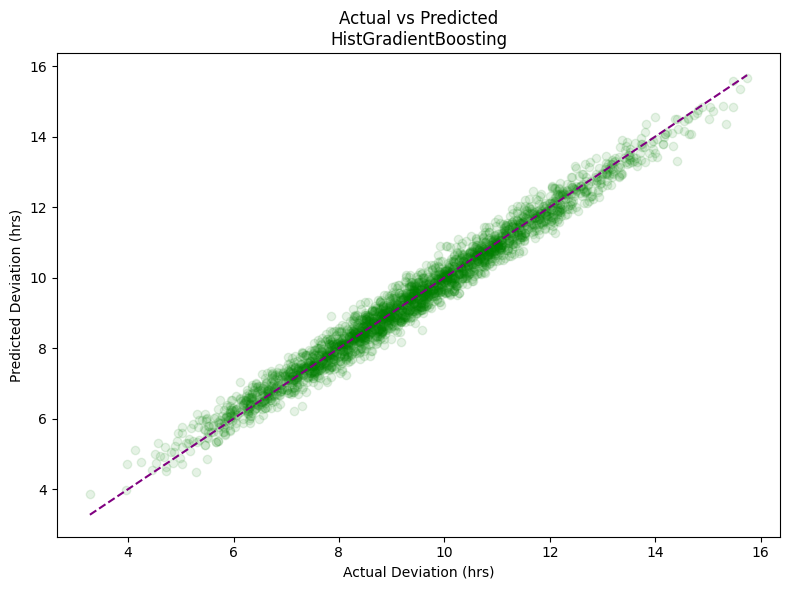 Actual vs Predicted
HistGradientBoosting
16
14
12
10
8
6
4
Predicted Deviation (hrs)
4 6 8 10 12 14 16
Actual Deviation (hrs)